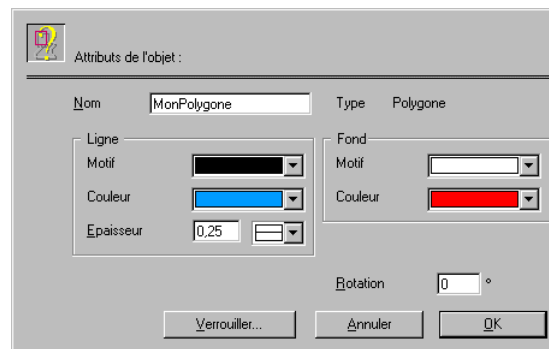 Attributs de l'objet :
Nom MonPolygone Type Polygone
Ligne
Motif
Couleur
Epaisseur 0,25
Fond
Motif
Couleur
Rotation 0 °
Verrouiller... Annuler OK